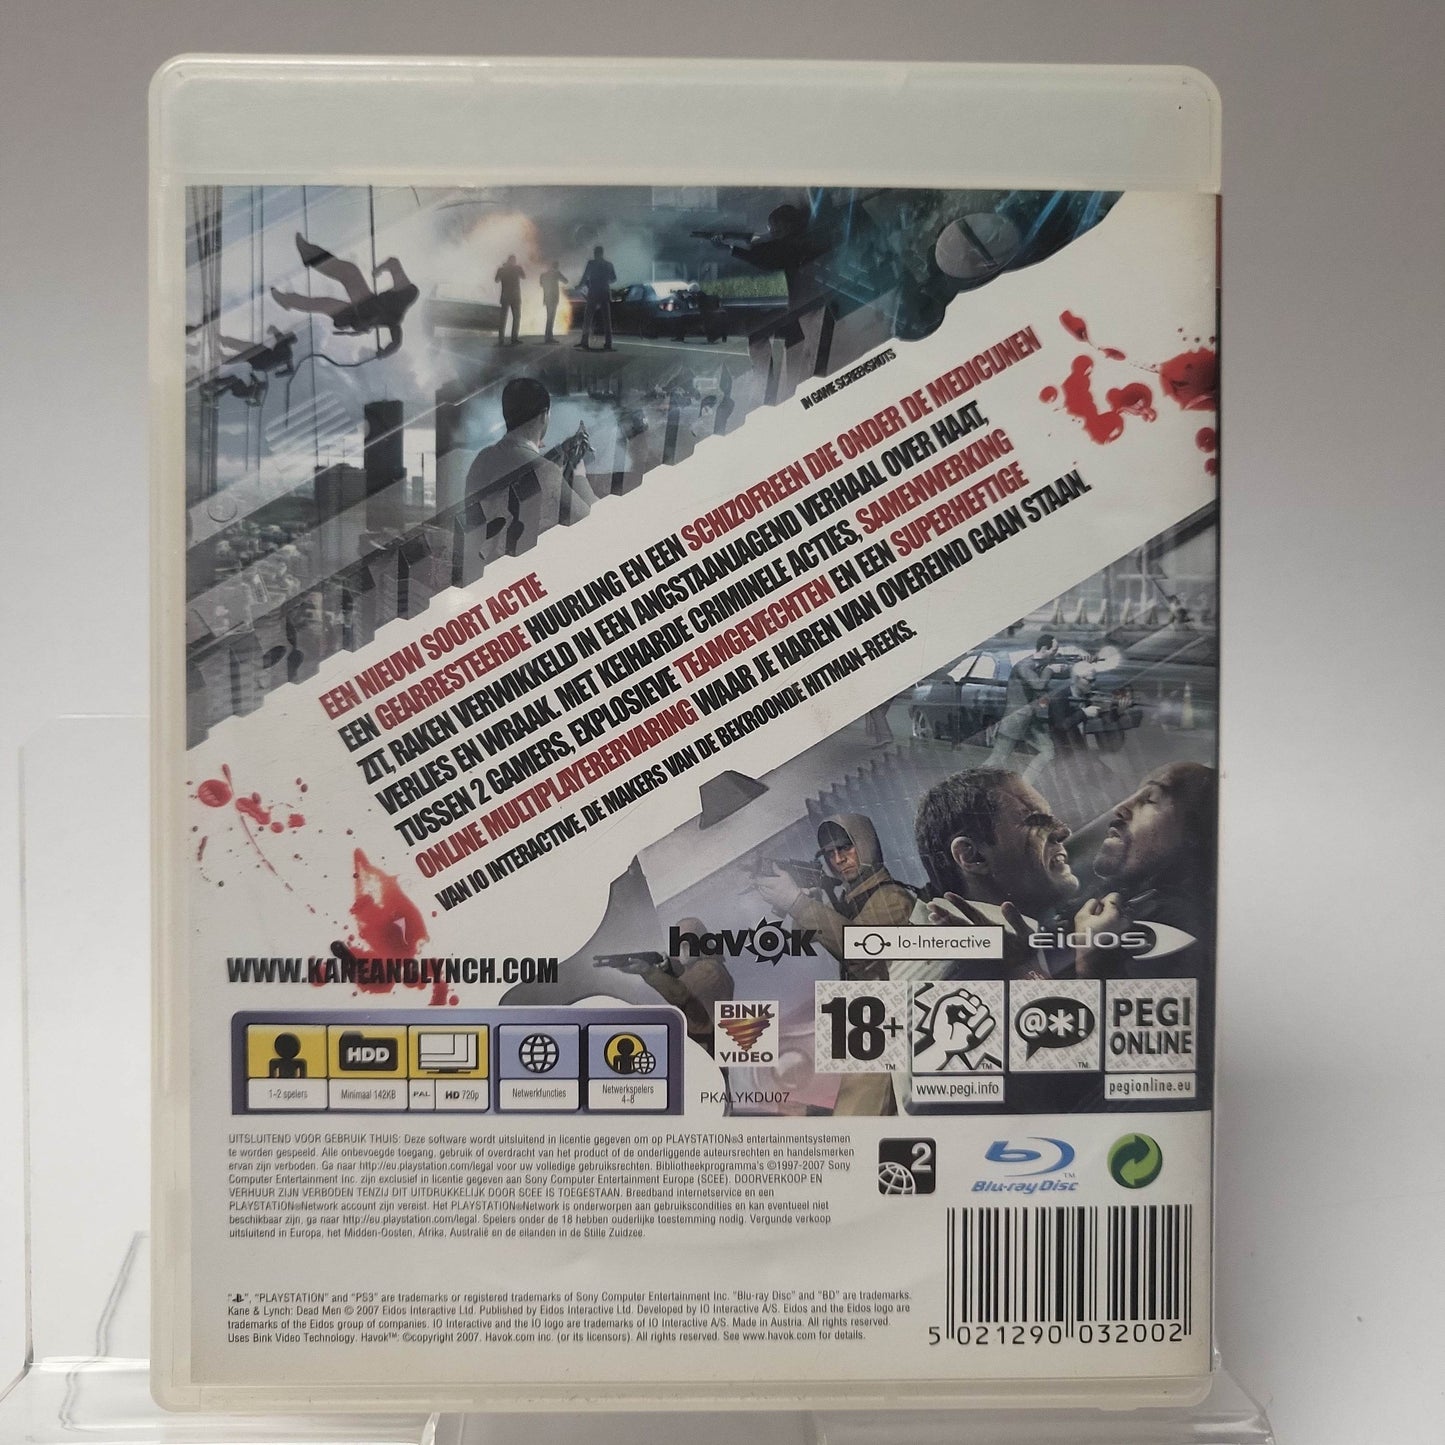 IN GAME SCREENSHOTS
EEN NIEUW SOORT ACTIE
EEN GEARRESTEERDE HUURLING EN EEN SCHIZOFREEN DIE ONDER DE MEDICIJNEN
ZIT, RAKEN VERWIKKELD IN EEN ANGSTAANJAGEND VERHAAL OVER HAAT,
VERLIES EN WRAAK. MET KEIHARDE CRIMINELE ACTIES, SAMENWERKING
TUSSEN 2 GAMERS, EXPLOSIEVE TEAMGEVECHTEN EN EEN SUPERHEFTIGE
ONLINE MULTIPLAYERERVARING WAAR JE HAREN VAN OVEREIND GAAN STAAN.
VAN IO INTERACTIVE, DE MAKERS VAN DE BEKROONDE HITMAN-REEKS.
WWW.KANEANDLYNCH.COM
havok
Io-Interactive
eidos
HDD
1-2 spelers
Minimaal 142KB
PAL
HD 720p
Netwerkfuncties
Netwerkspelers
4-8
BINK
VIDEO
PKALYKDU07
18+
TM
www.pegi.info
@*!
TM
PEGI
ONLINE
pegionline.eu
UITSLUITEND VOOR GEBRUIK THUIS: Deze software wordt uitsluitend in licentie gegeven om op PLAYSTATION®3 entertainmentsystemen
te worden gespeeld. Alle onbevoegde toegang, gebruik of overdracht van het product of de onderliggende auteursrechten en handelsmerken
ervan zijn verboden. Ga naar http://eu.playstation.com/legal voor uw volledige gebruiksrechten. Bibliotheekprogramma's ©1997-2007 Sony
Computer Entertainment Inc. zijn exclusief in licentie gegeven aan Sony Computer Entertainment Europe (SCEE). DOORVERKOOP EN
VERHUUR ZIJN VERBODEN TENZIJ DIT UITDRUKKELIJK DOOR SCEE IS TOEGESTAAN. Breedband internetservice en een
PLAYSTATION®Network account zijn vereist. Het PLAYSTATION®Network is onderworpen aan gebruikscondities en kan eventueel niet
beschikbaar zijn, ga naar http://eu.playstation.com/legal. Spelers onder de 18 hebben ouderlijke toestemming nodig. Vergunde verkoop
uitsluitend in Europa, het Midden-Oosten, Afrika, Australië en de eilanden in de Stille Zuidzee.
2
Blu-ray Disc
TM
"", "PLAYSTATION" and "PS3" are trademarks or registered trademarks of Sony Computer Entertainment Inc. "Blu-ray Disc" and "BD" are trademarks.
Kane & Lynch: Dead Men © 2007 Eidos Interactive Ltd. Published by Eidos Interactive Ltd. Developed by IO Interactive A/S. Eidos and the Eidos logo are
trademarks of the Eidos group of companies. IO Interactive and the IO logo are trademarks of IO Interactive A/S. Made in Austria. All rights reserved.
Uses Bink Video Technology. Havok™: ©copyright 2007. Havok.com inc. (or its licensors). All rights reserved. See www.havok.com for details.
5 021290 032002